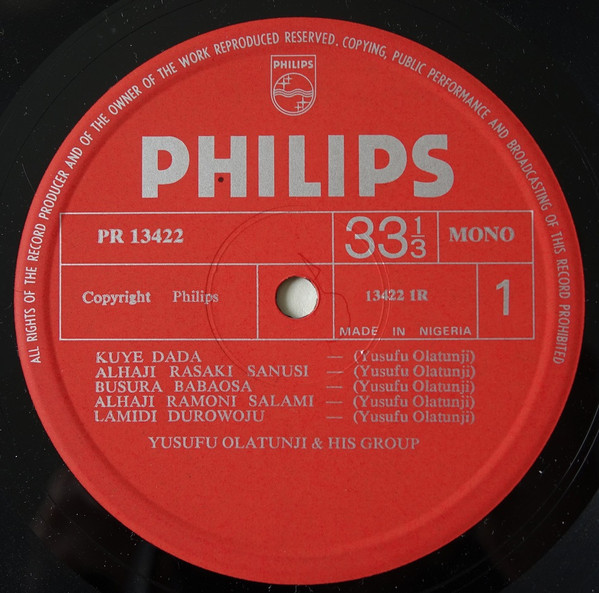 ALL RIGHTS OF THE RECORD PRODUCER AND OF THE OWNER OF THE WORK REPRODUCED RESERVED. COPYING, PUBLIC PERFORMANCE AND BROADCASTING OF THIS RECORD PROHIBITED
PHILIPS
PHILIPS
PR 13422 33 1/3 MONO
Copyright Philips 13422 1R 1
MADE IN NIGERIA
KUYE DADA — (Yusufu Olatunji)
ALHAJI RASAKI SANUSI — (Yusufu Olatunji)
BUSURA BABAOSA — (Yusufu Olatunji)
ALHAJI RAMONI SALAMI — (Yusufu Olatunji)
LAMIDI DUROWOJU — (Yusufu Olatunji)
YUSUFU OLATUNJI & HIS GROUP